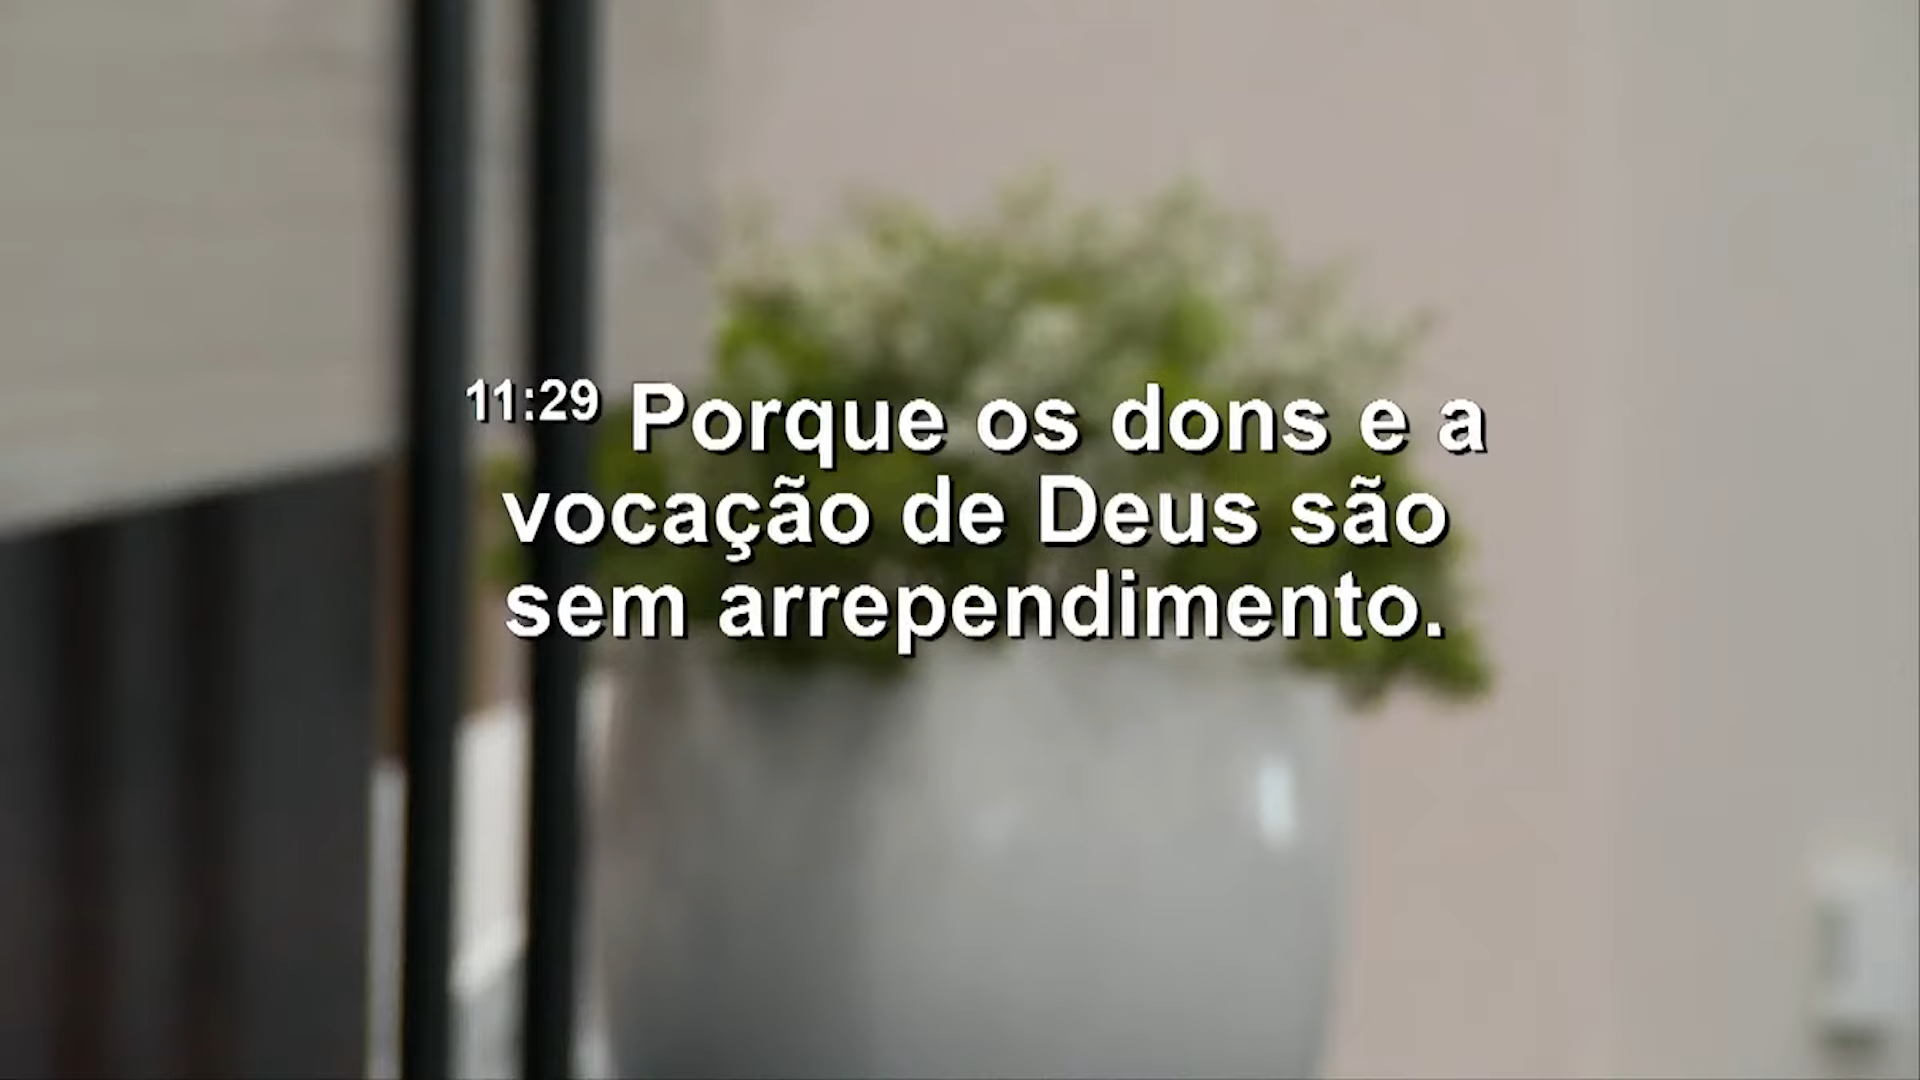 11:29 Porque os dons e a
vocação de Deus são
sem arrependimento.